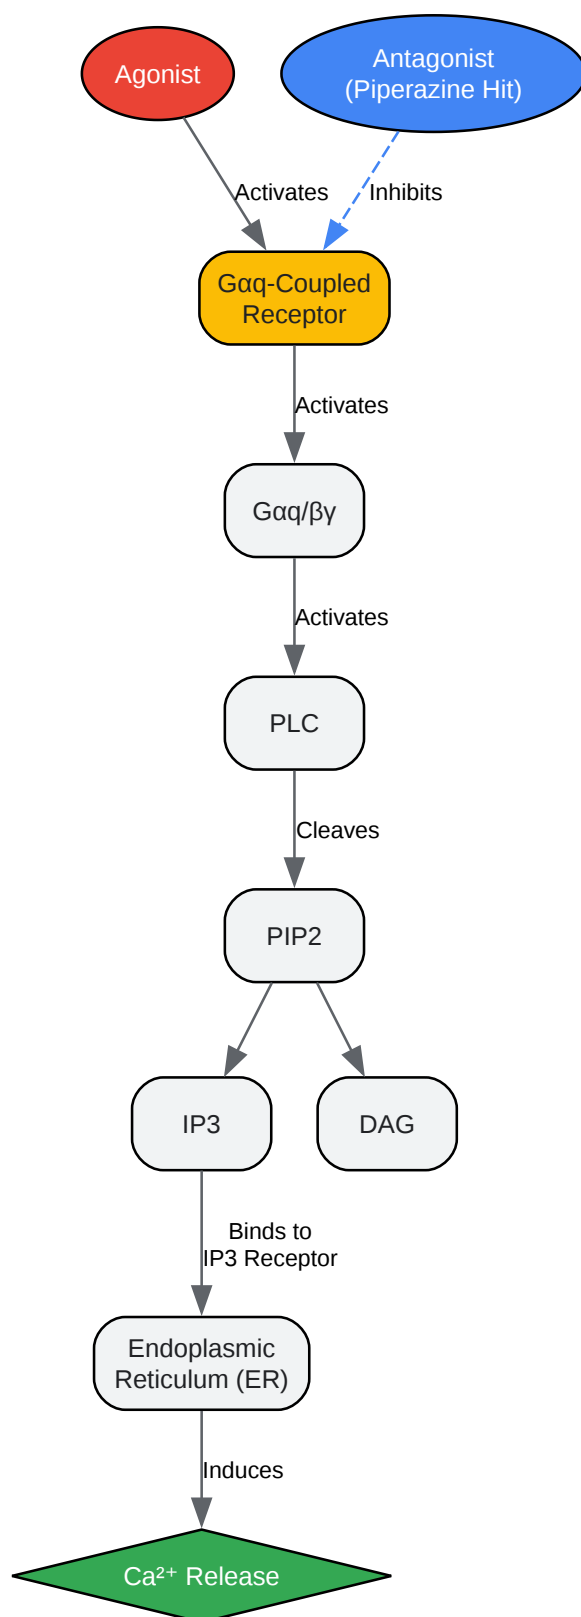 Agonist
Antagonist
(Piperazine Hit)
Activates
Inhibits
Gαq-Coupled
Receptor
Activates
Gαq/βγ
Activates
PLC
Cleaves
PIP2
IP3
DAG
Binds to
IP3 Receptor
Endoplasmic
Reticulum (ER)
Induces
Ca²⁺ Release